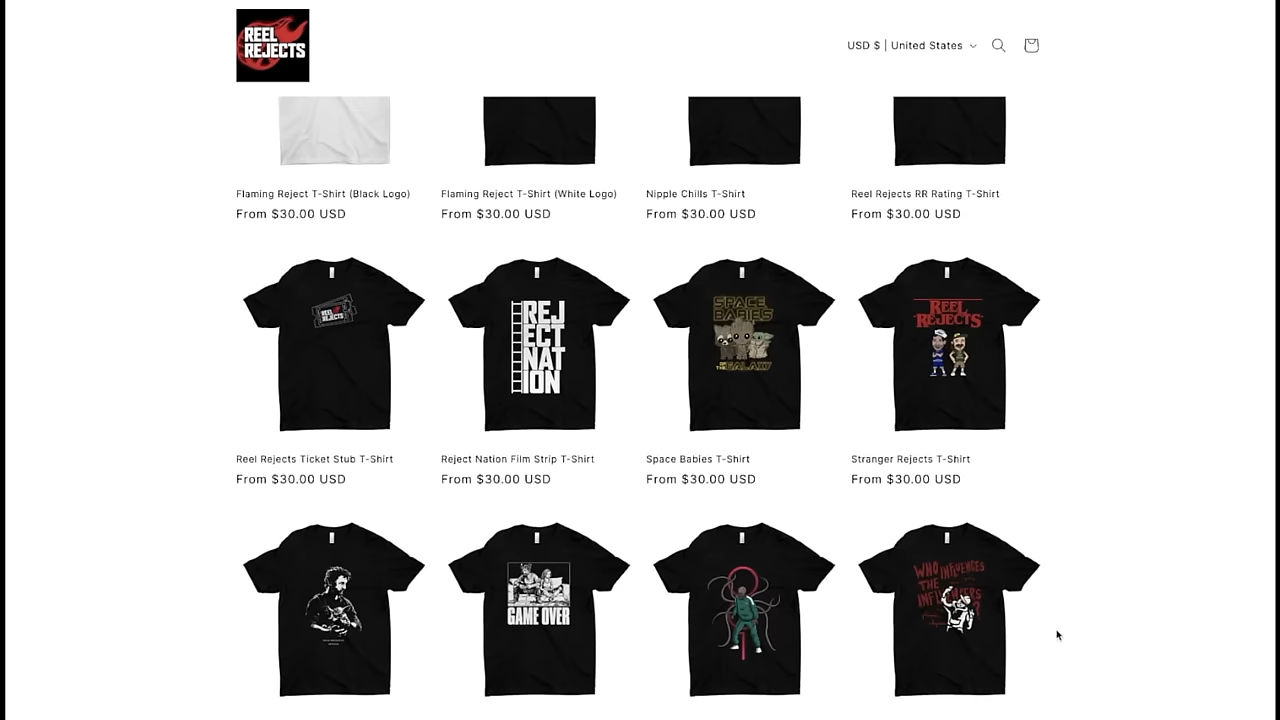 REEL
REJECTS
USD $ | United States
Flaming Reject T-Shirt (Black Logo)
From $30.00 USD
Flaming Reject T-Shirt (White Logo)
From $30.00 USD
Nipple Chills T-Shirt
From $30.00 USD
Reel Rejects RR Rating T-Shirt
From $30.00 USD
REEL
REJECTS
REJ
ECT
NAT
ION
SPACE
BABIES
OF THE GALAXY
REEL
REJECTS
Reel Rejects Ticket Stub T-Shirt
From $30.00 USD
Reject Nation Film Strip T-Shirt
From $30.00 USD
Space Babies T-Shirt
From $30.00 USD
Stranger Rejects T-Shirt
From $30.00 USD
GAME OVER
WHO INFLUENCES
THE